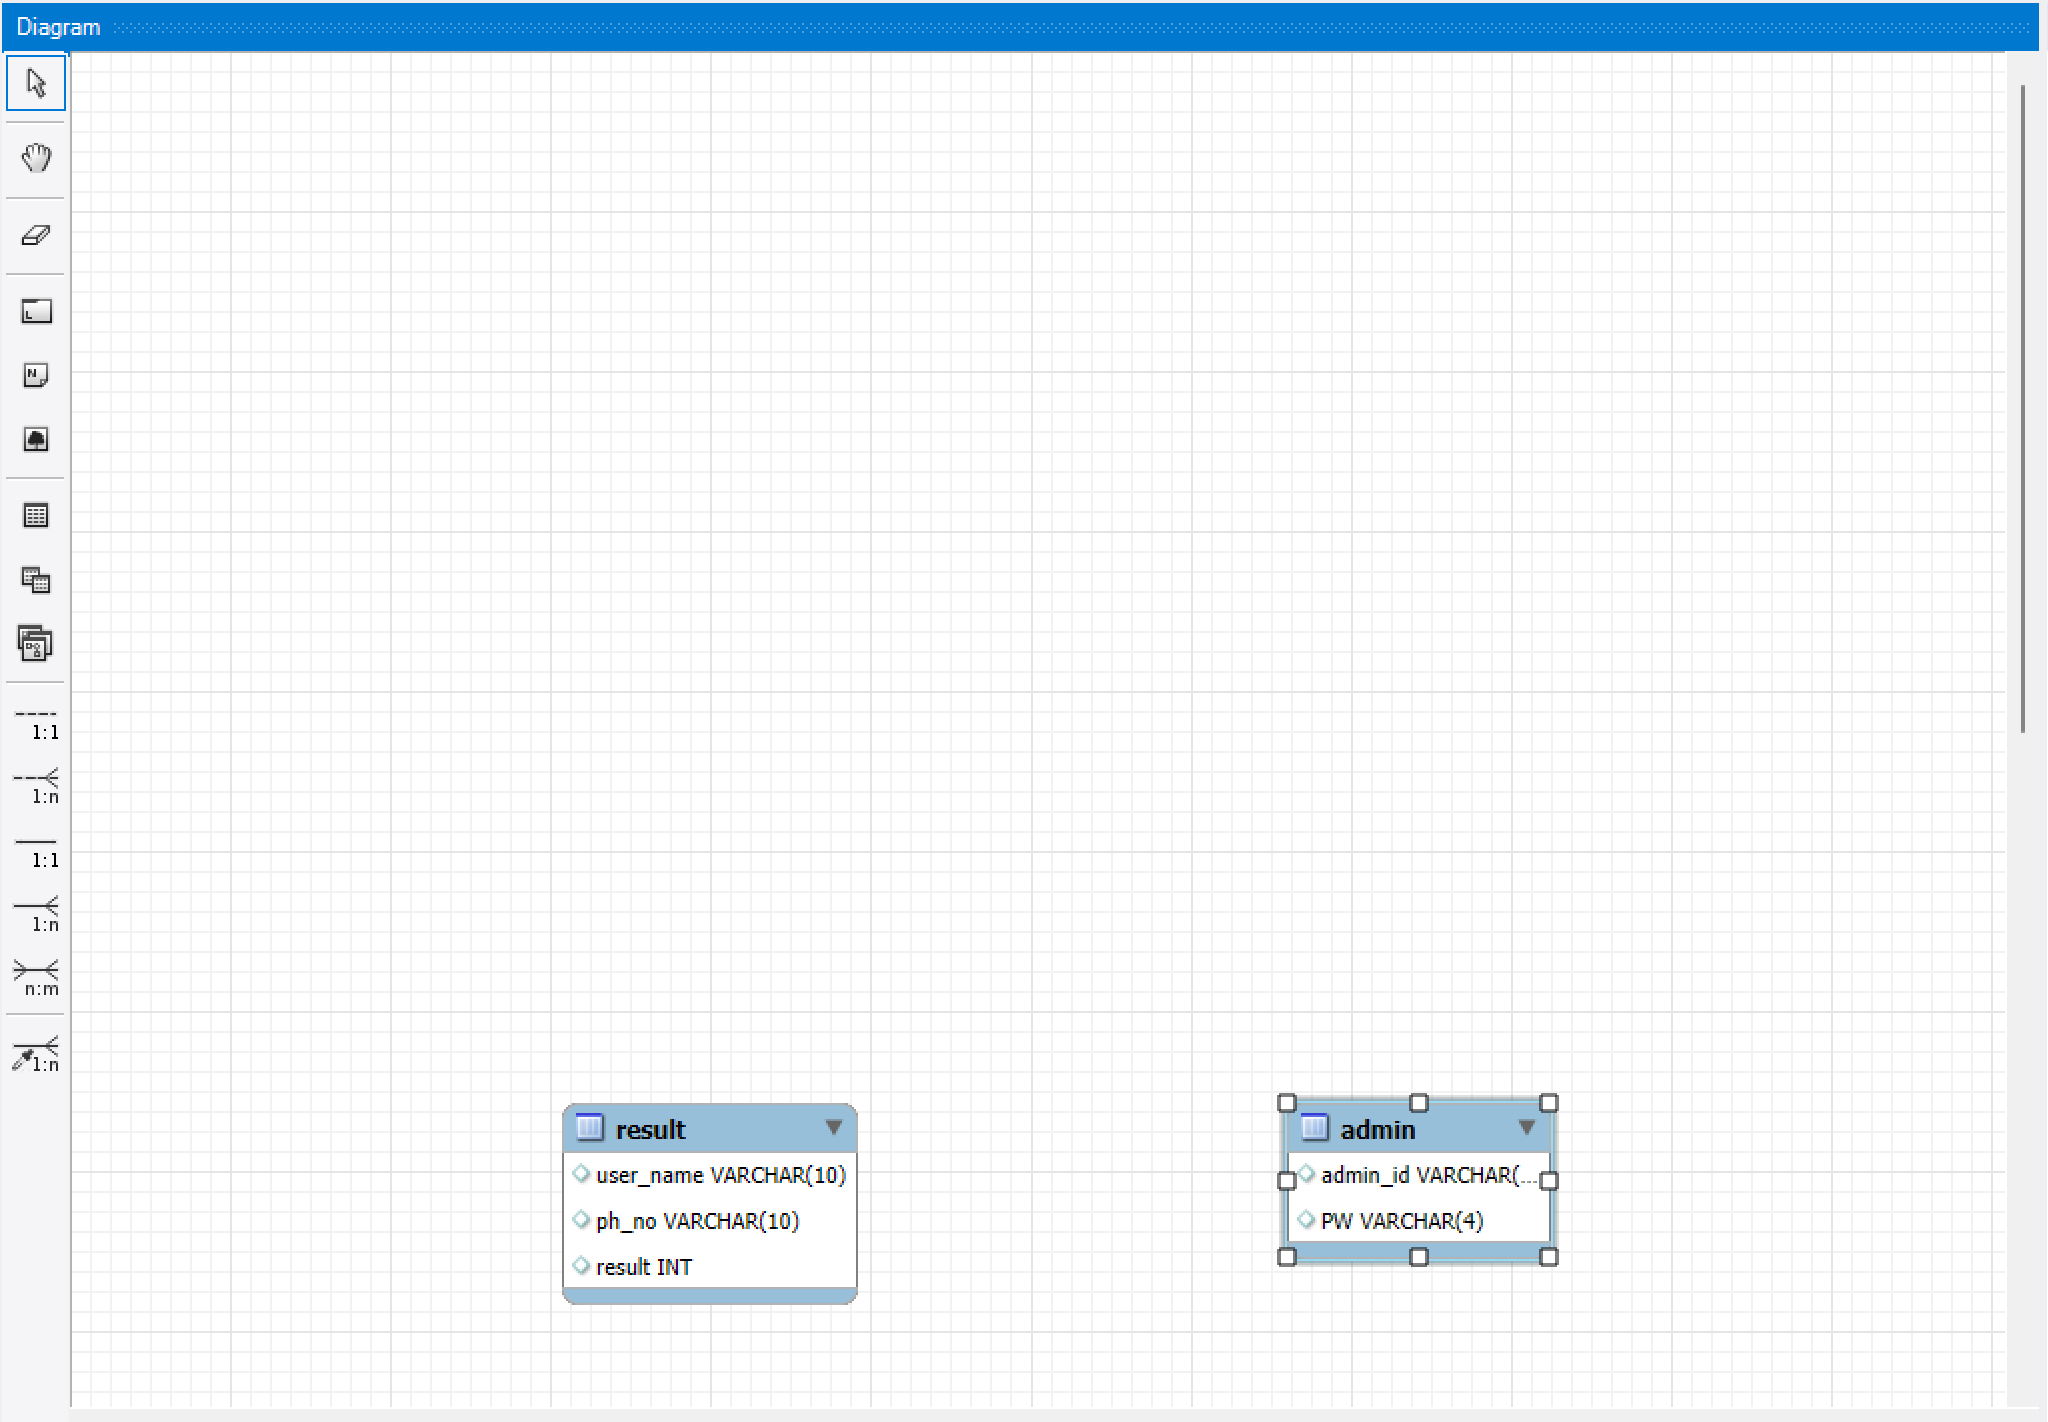 Diagram
L
N
1:1
1:n
1:1
1:n
n:m
1:n
result
user_name VARCHAR(10)
ph_no VARCHAR(10)
result INT
admin
admin_id VARCHAR(...
PW VARCHAR(4)